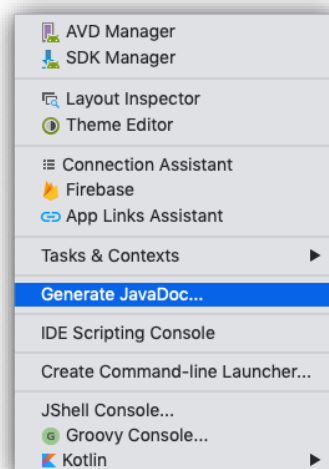 AVD Manager
SDK Manager
Layout Inspector
Theme Editor
Connection Assistant
Firebase
App Links Assistant
Tasks & Contexts
Generate JavaDoc...
IDE Scripting Console
Create Command-line Launcher...
JShell Console...
G Groovy Console...
Kotlin